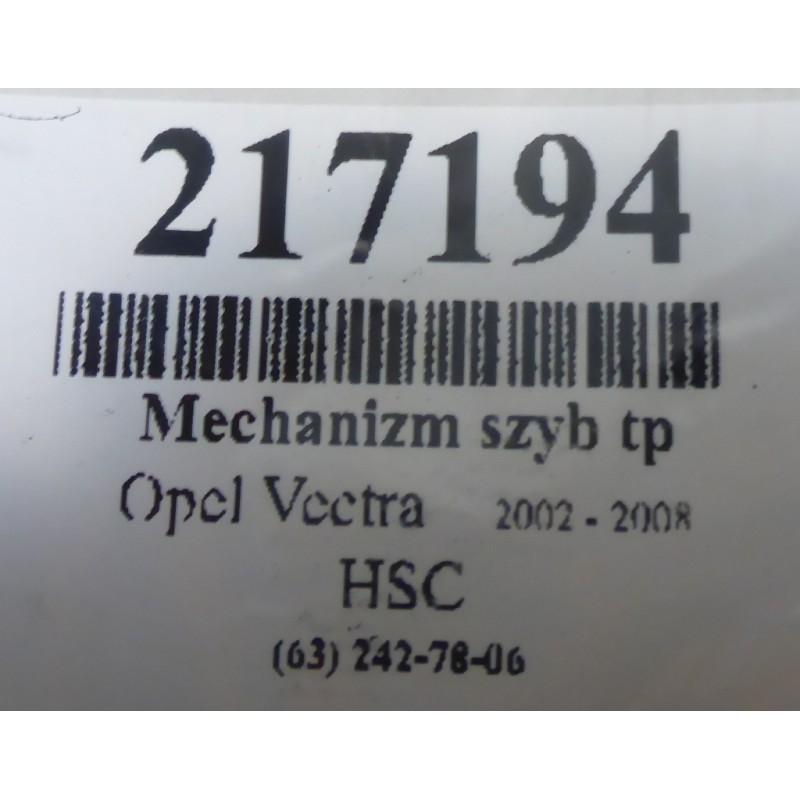 217194
Mechanizm szyb tp
Opel Vectra 2002 - 2008
HSC
(63) 242-78-06